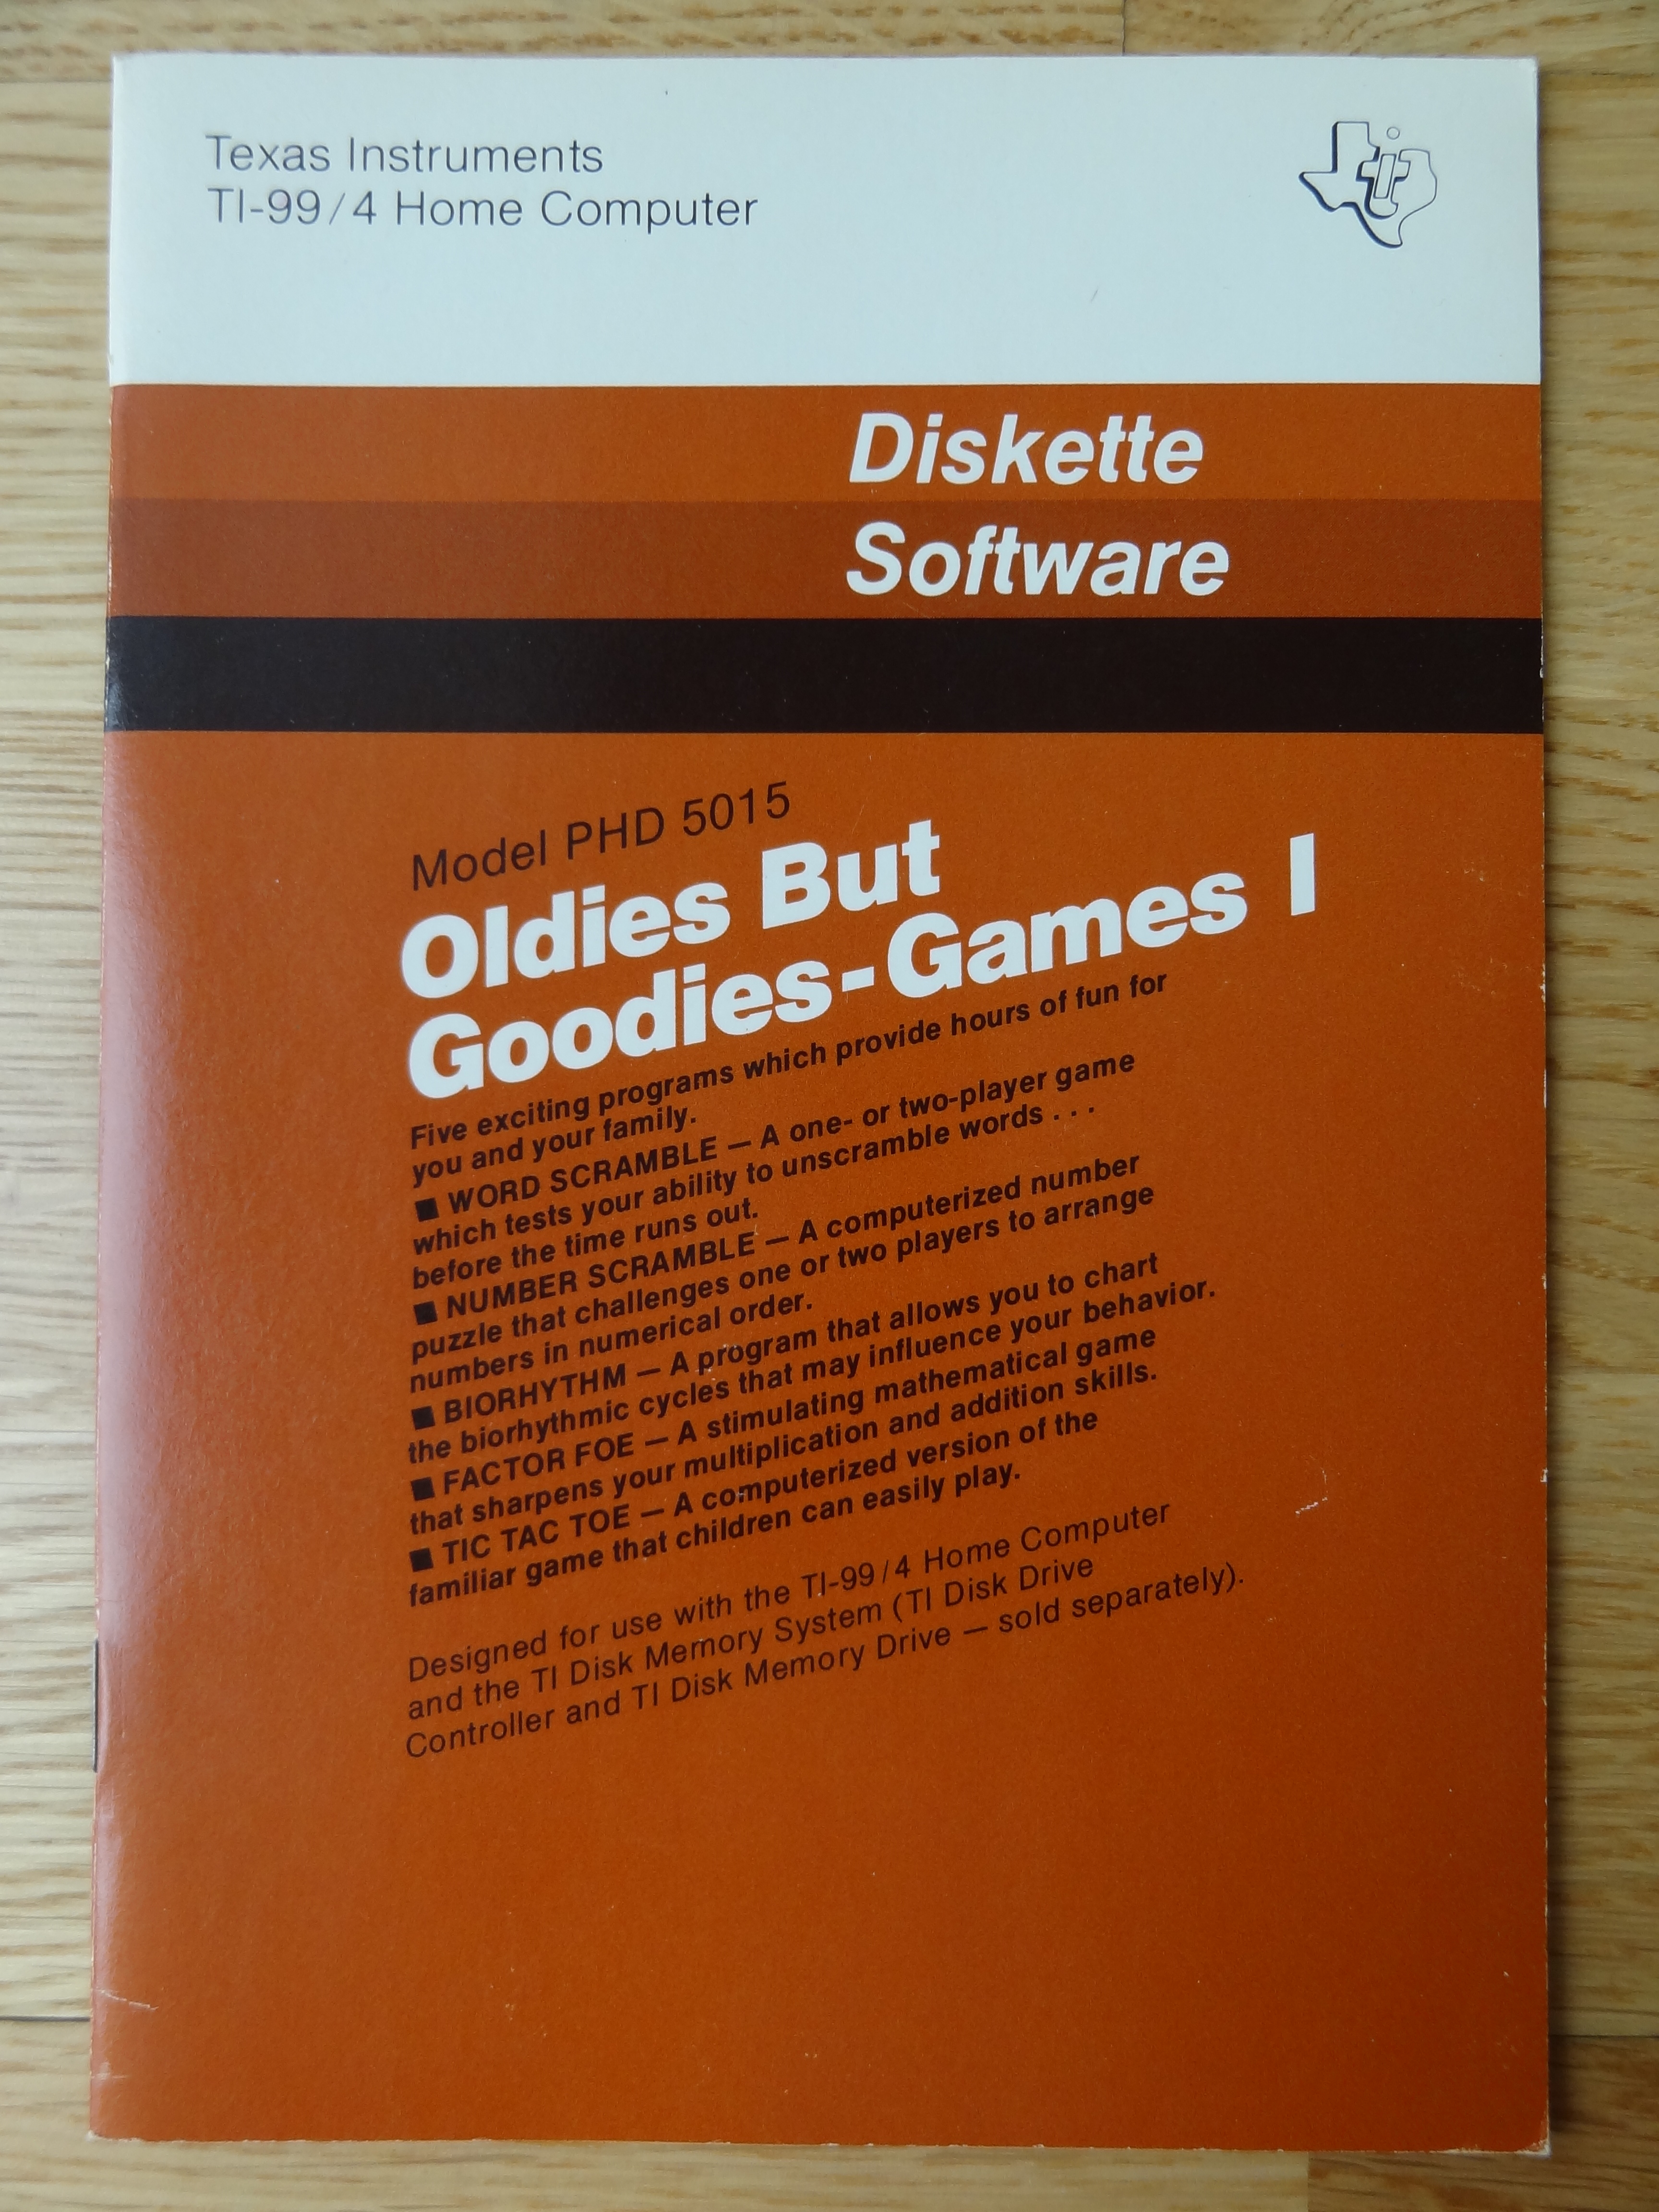 Texas Instruments
TI-99/4 Home Computer
Diskette
Software
Model PHD 5015
Oldies But
Goodies-Games I
Five exciting programs which provide hours of fun for
you and your family.
■ WORD SCRAMBLE — A one- or two-player game
which tests your ability to unscramble words . . .
before the time runs out.
■ NUMBER SCRAMBLE — A computerized number
puzzle that challenges one or two players to arrange
numbers in numerical order.
■ BIORHYTHM — A program that allows you to chart
the biorhythmic cycles that may influence your behavior.
■ FACTOR FOE — A stimulating mathematical game
that sharpens your multiplication and addition skills.
■ TIC TAC TOE — A computerized version of the
familiar game that children can easily play.
Designed for use with the TI-99/4 Home Computer
and the TI Disk Memory System (TI Disk Drive
Controller and TI Disk Memory Drive — sold separately).